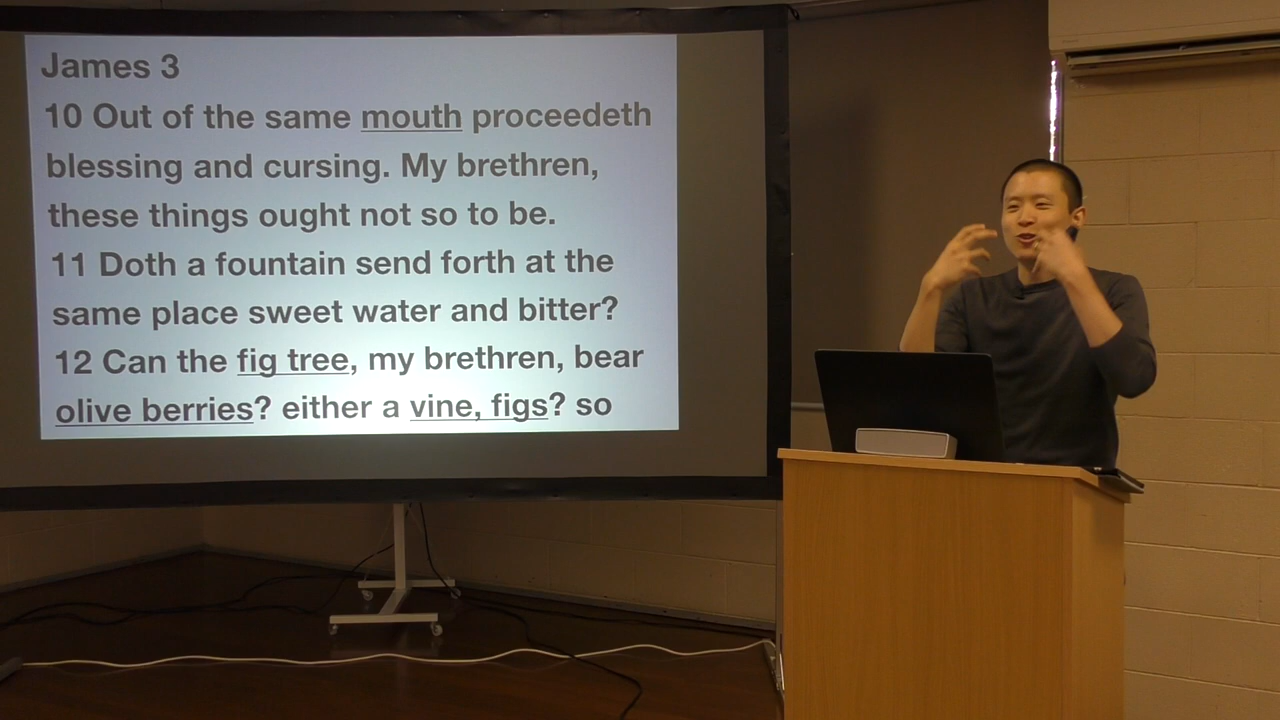 James 3
10 Out of the same mouth proceedeth
blessing and cursing. My brethren,
these things ought not so to be.
11 Doth a fountain send forth at the
same place sweet water and bitter?
12 Can the fig tree, my brethren, bear
olive berries? either a vine, figs? so